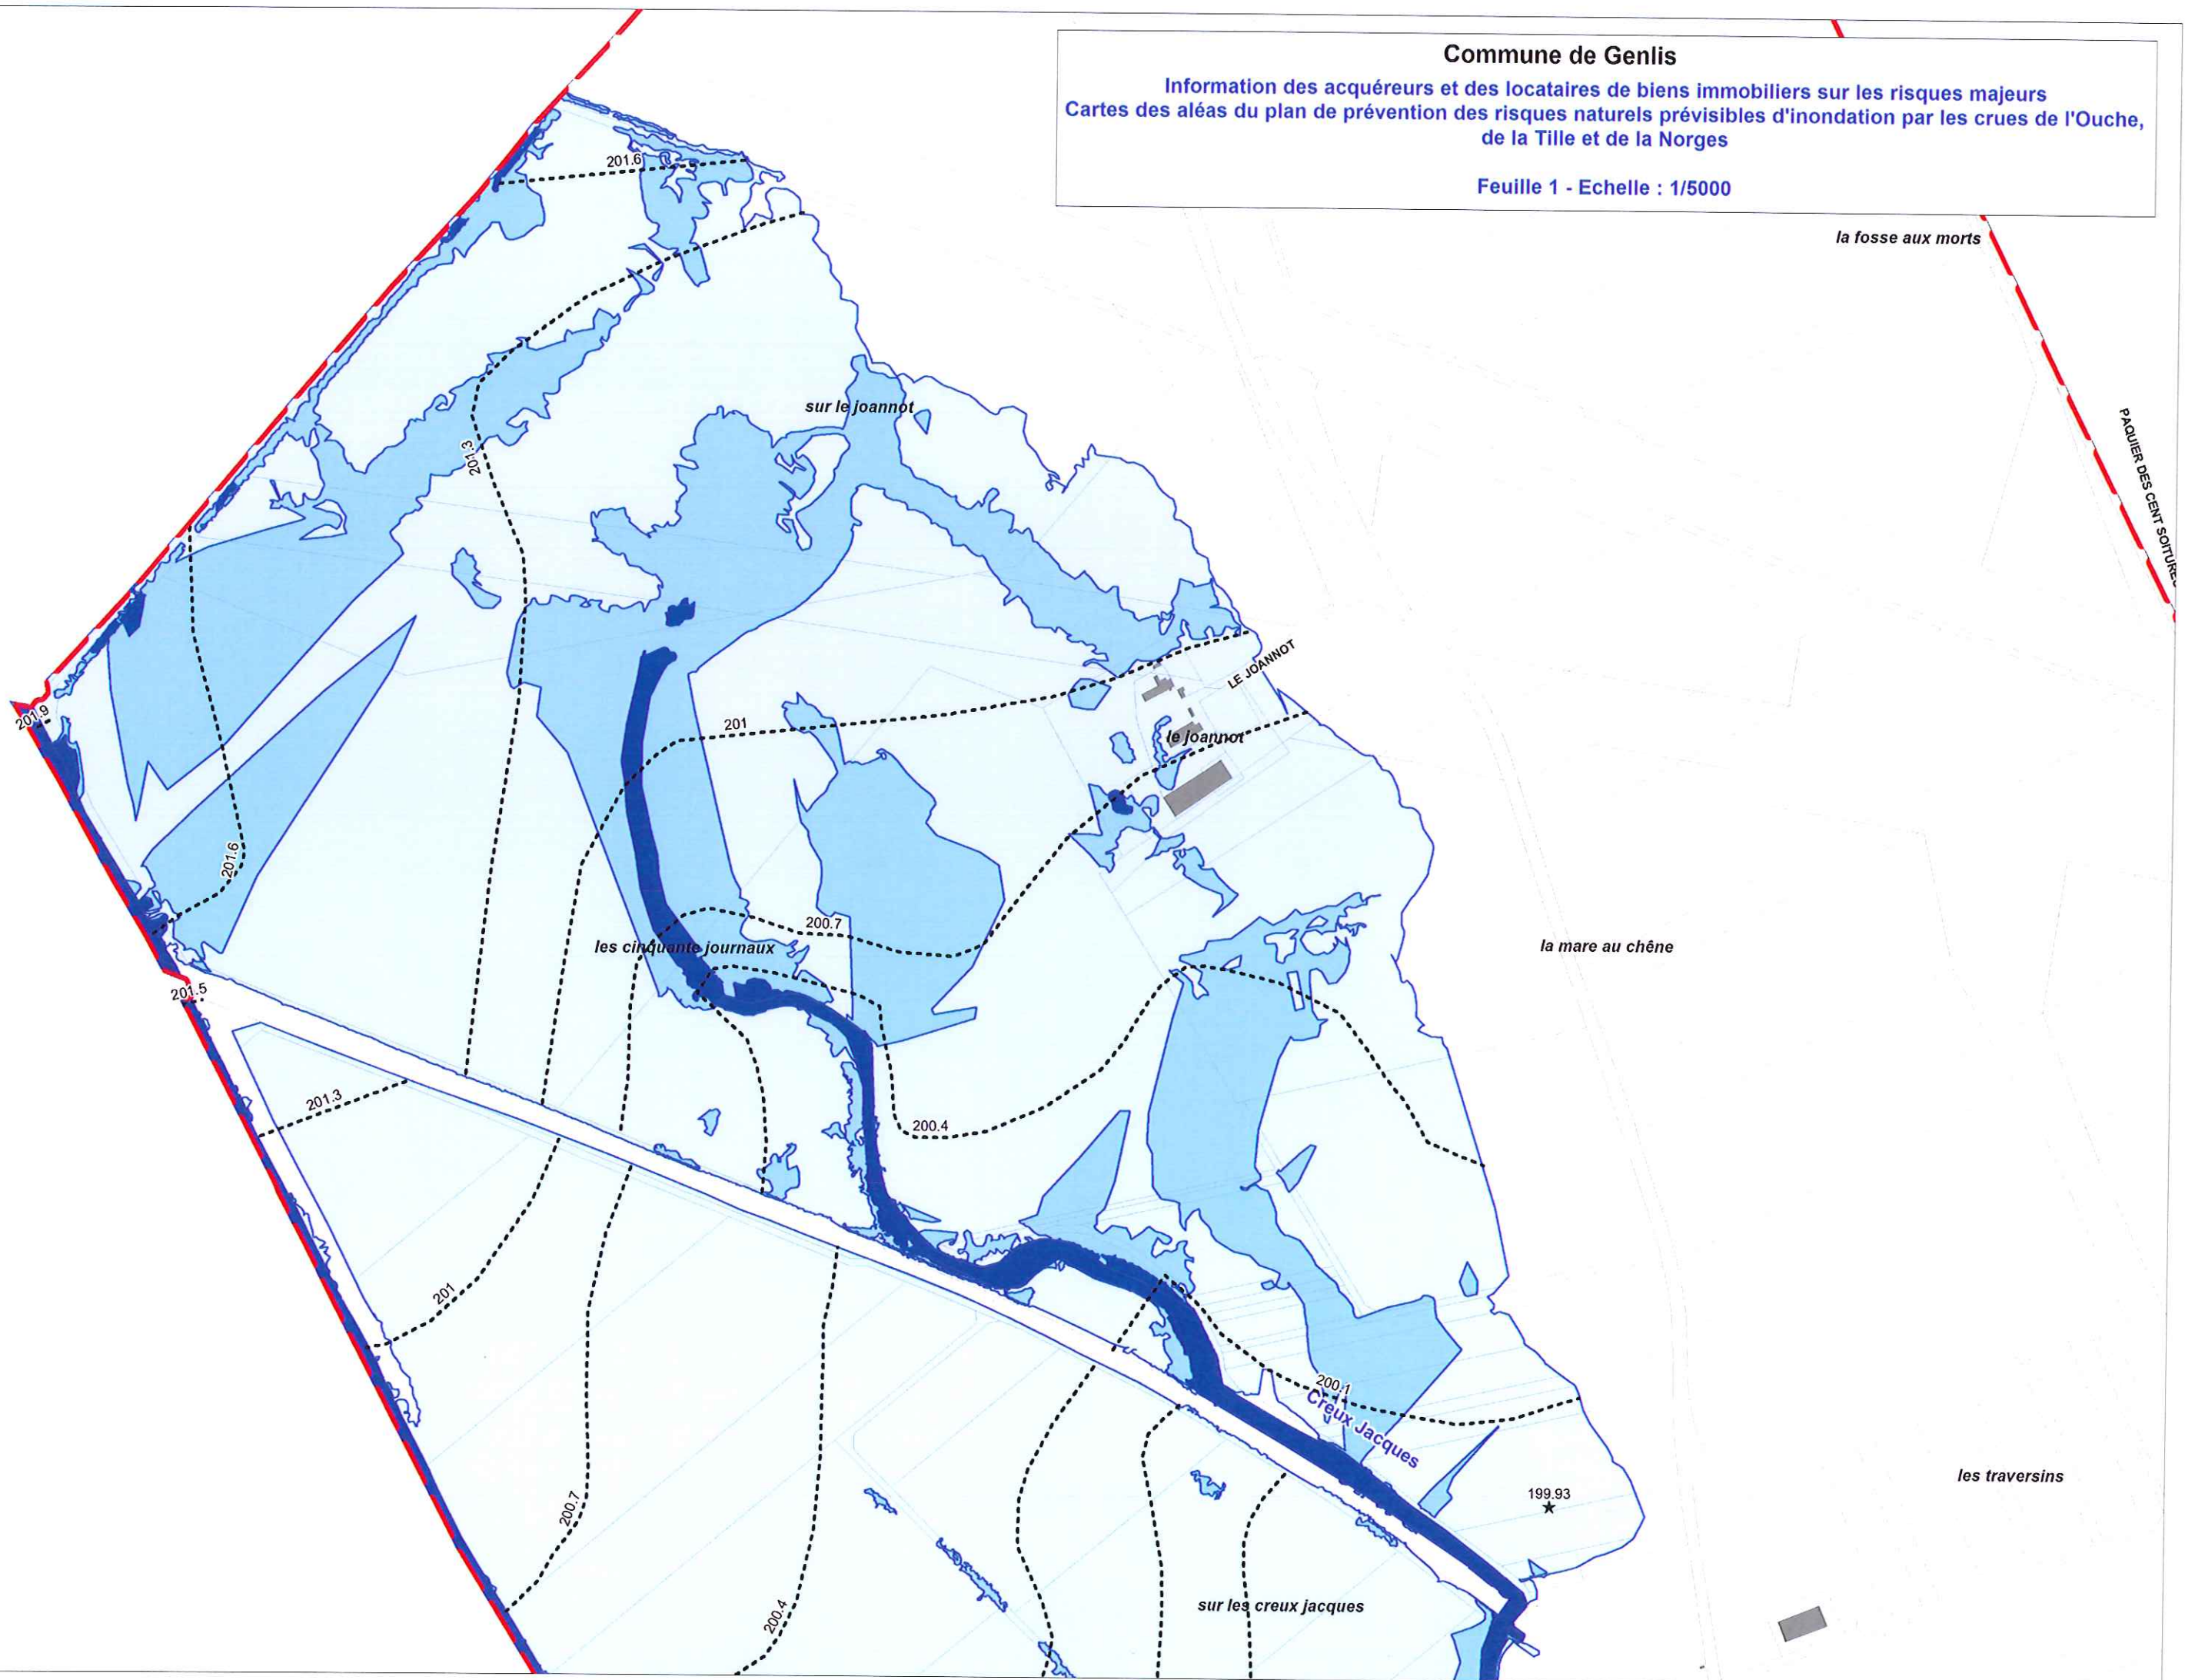 Commune de Genlis
Information des acquéreurs et des locataires de biens immobiliers sur les risques majeurs
Cartes des aléas du plan de prévention des risques naturels prévisibles d'inondation par les crues de l'Ouche,
de la Tille et de la Norges
Feuille 1 - Echelle : 1/5000
201.6
la fosse aux morts
sur le joannot
201.3
PAQUIER DES CENT SOITURES
LE JOANNOT
201.9
201
le joannot
201.6
200.7
les cinquante journaux
la mare au chêne
201.5
201.3
200.4
201
200.1
Creux Jacques
199.93
les traversins
200.7
200.4
sur les creux jacques